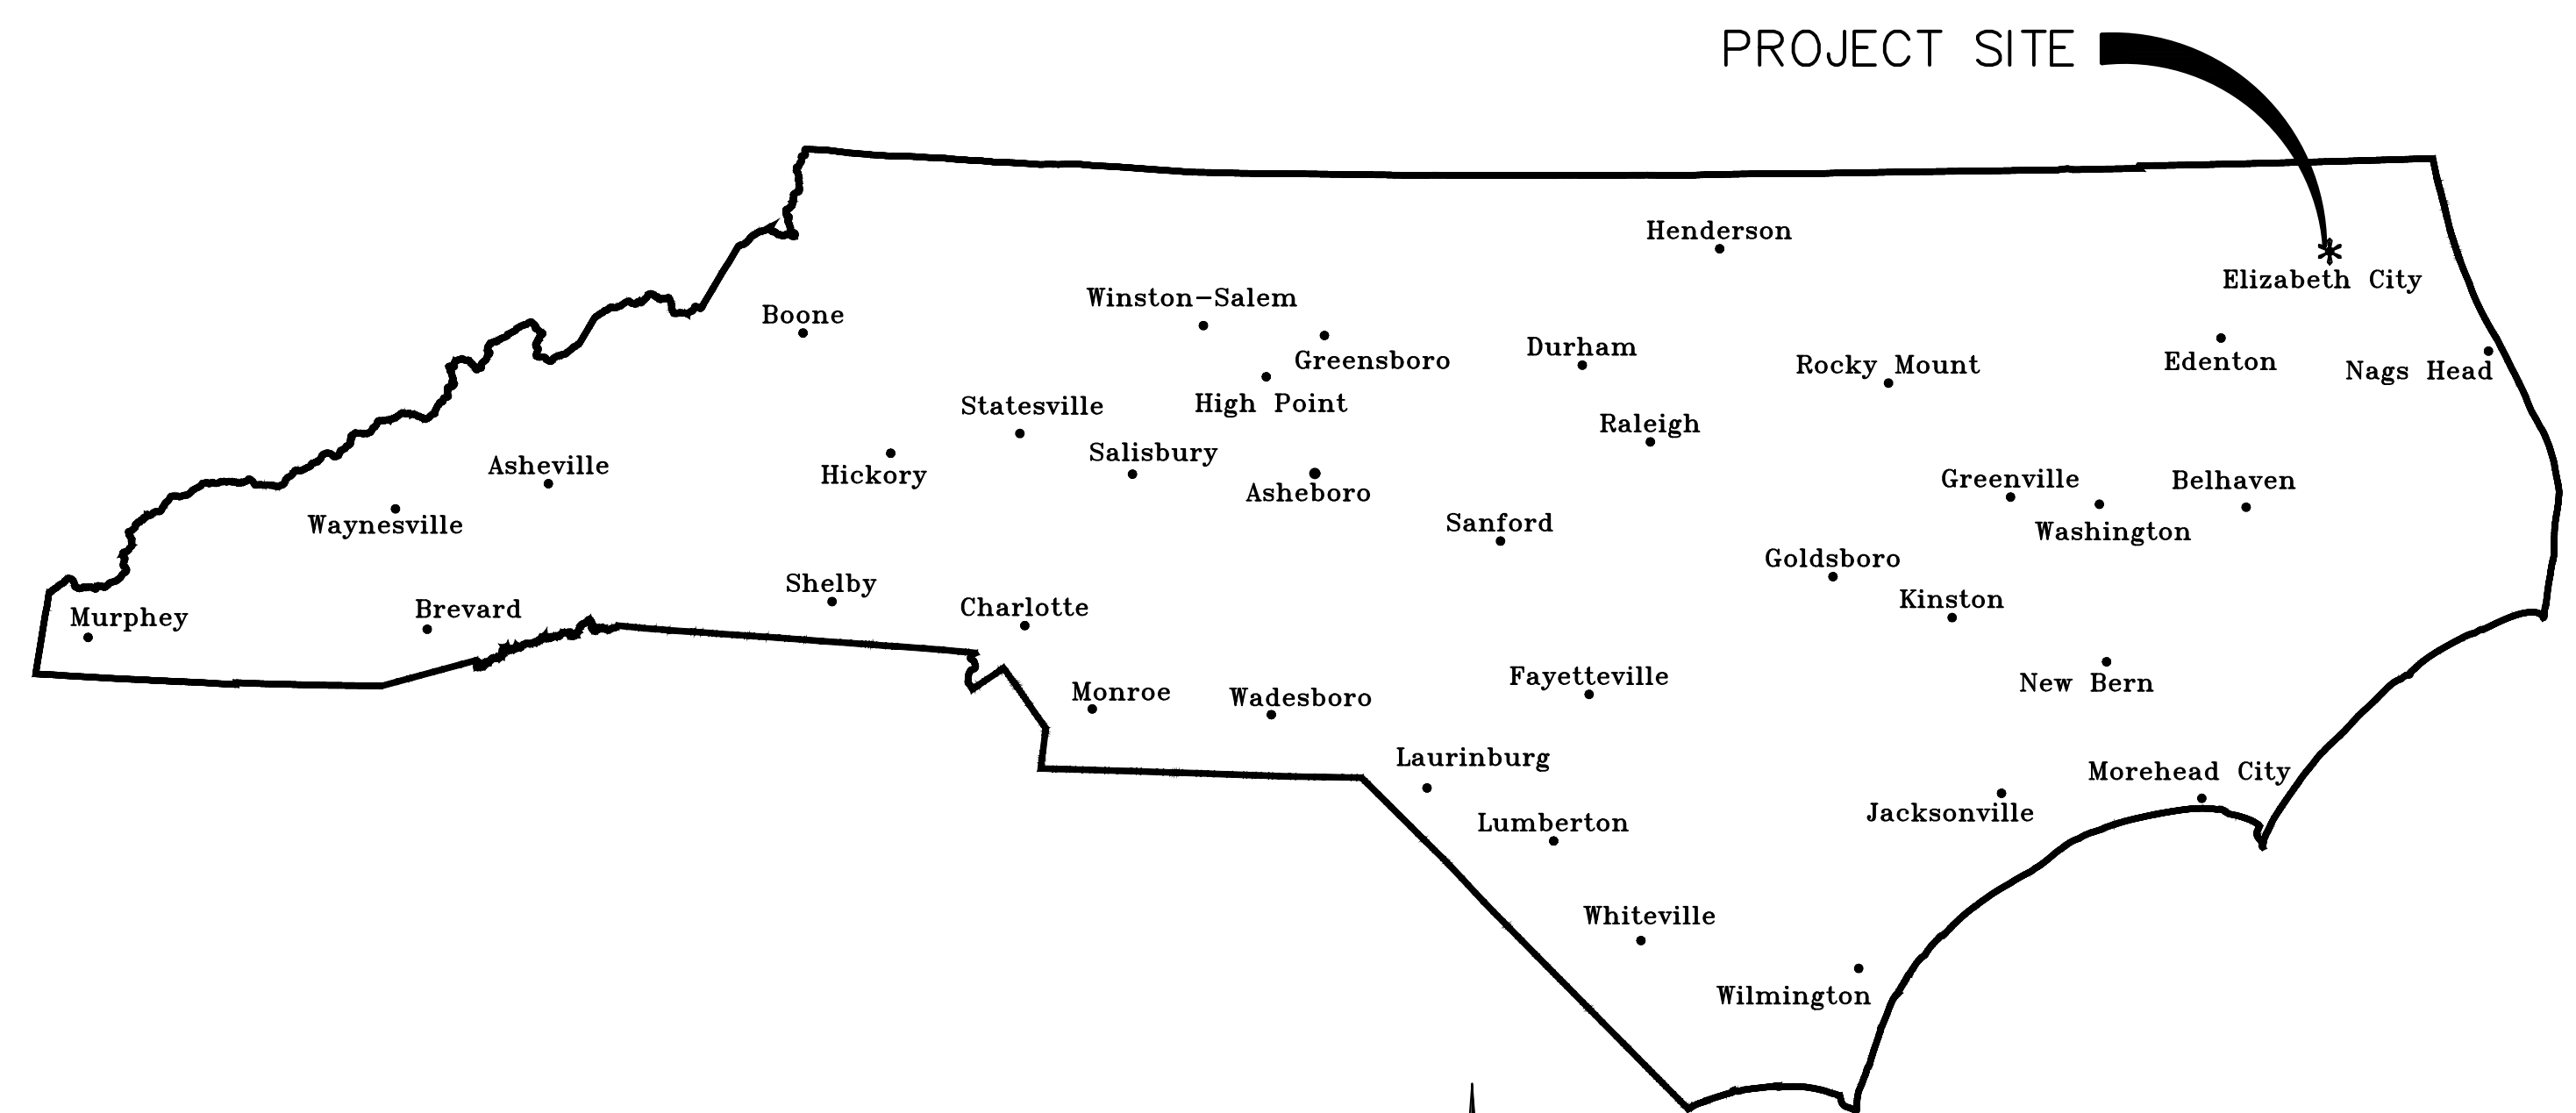 PROJECT SITE
Henderson
Elizabeth City
Winston-Salem
Boone
Greensboro
Durham
Rocky Mount
Edenton
Nags Head
High Point
Statesville
Raleigh
Salisbury
Asheville
Hickory
Asheboro
Greenville
Belhaven
Waynesville
Sanford
Washington
Goldsboro
Shelby
Kinston
Charlotte
Brevard
Murphey
Fayetteville
New Bern
Monroe
Wadesboro
Laurinburg
Morehead City
Jacksonville
Lumberton
Whiteville
Wilmington